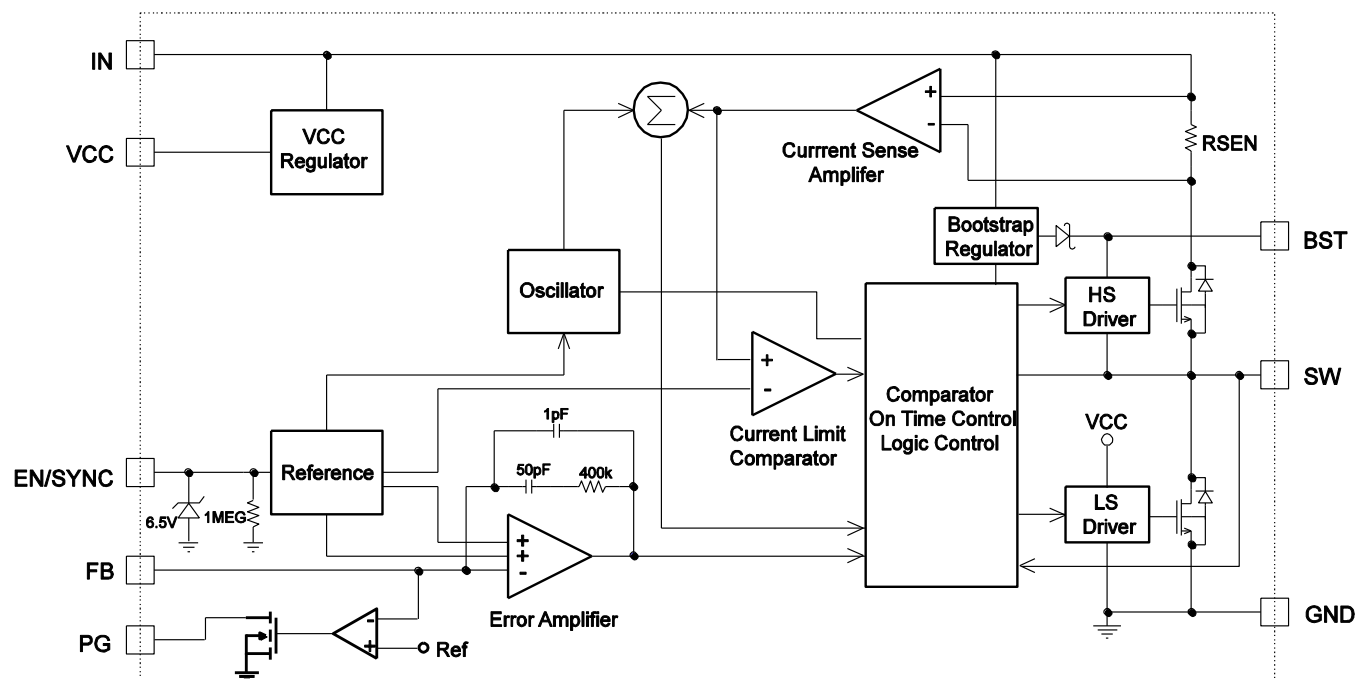 IN
VCC
Regulator
VCC
Σ
+
-
Currrent Sense
Amplifer
RSEN
Bootstrap
Regulator
BST
Oscillator
HS
Driver
+
-
Current Limit
Comparator
Comparator
On Time Control
Logic Control
SW
1pF
50pF
400k
VCC
EN/SYNC
Reference
6.5V
1MEG
LS
Driver
+
+
-
Error Amplifier
FB
PG
-
+
Ref
GND